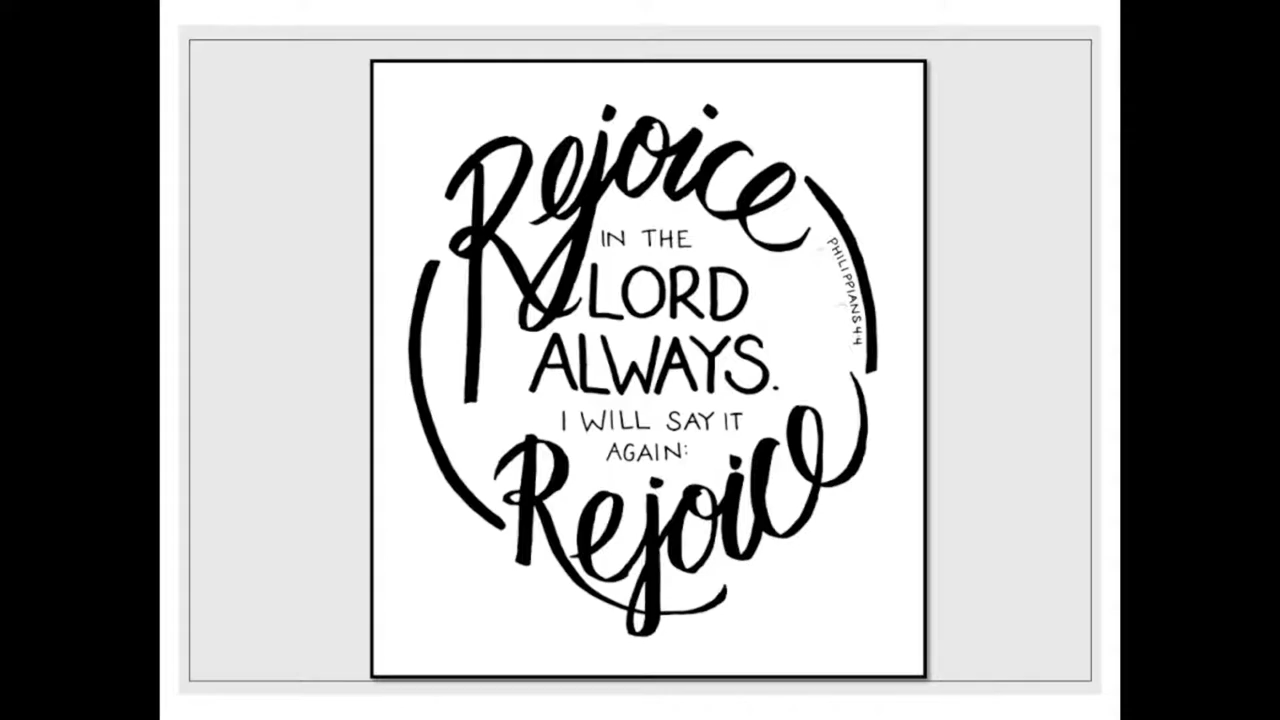 Rejoice
IN THE
LORD
ALWAYS.
I WILL SAY IT
AGAIN:
Rejoice
PHILIPPIANS 4:4